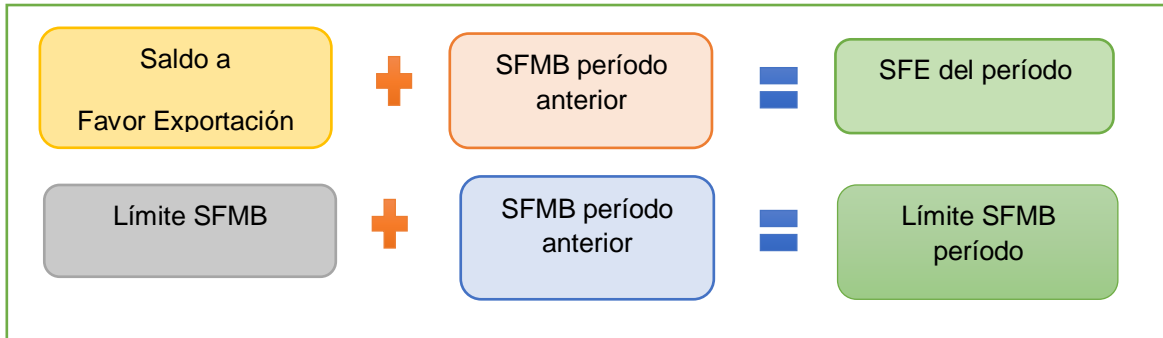 Saldo a
Favor Exportación
SFMB período
anterior
SFE del período
Límite SFMB
SFMB período
anterior
Límite SFMB
período